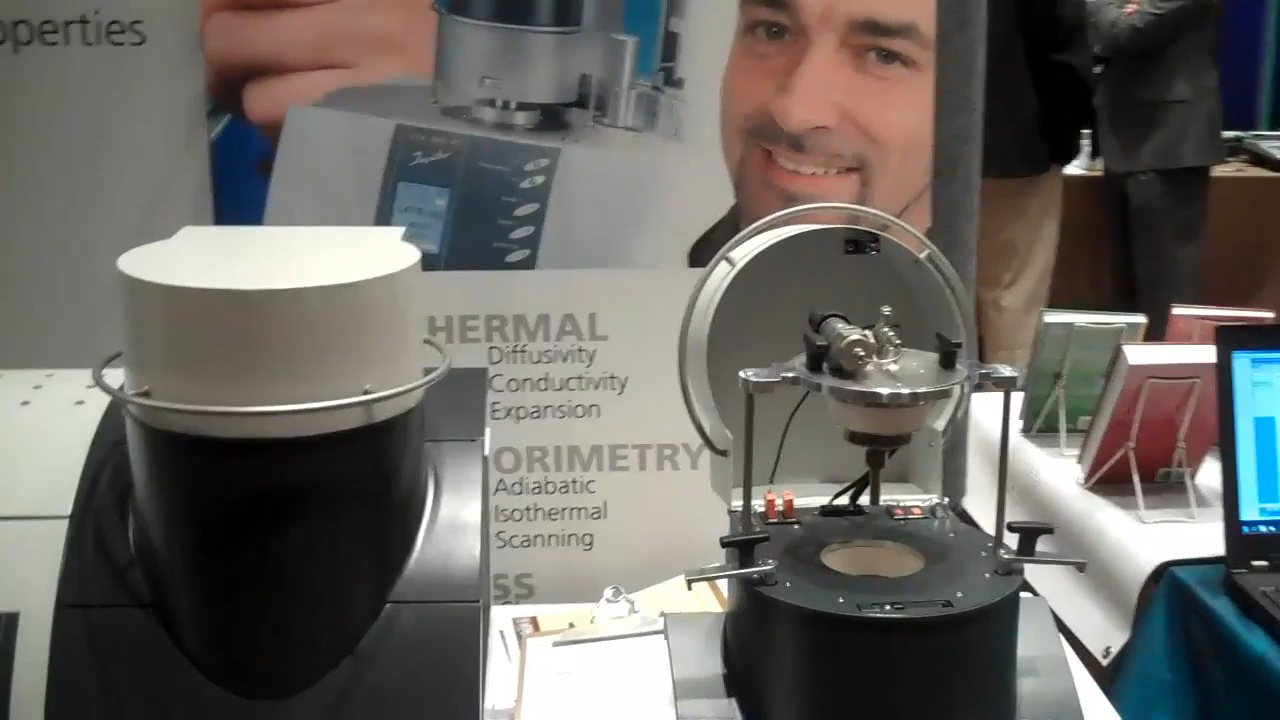 operties
HERMAL
Diffusivity
Conductivity
Expansion
ORIMETRY
Adiabatic
Isothermal
Scanning
SS